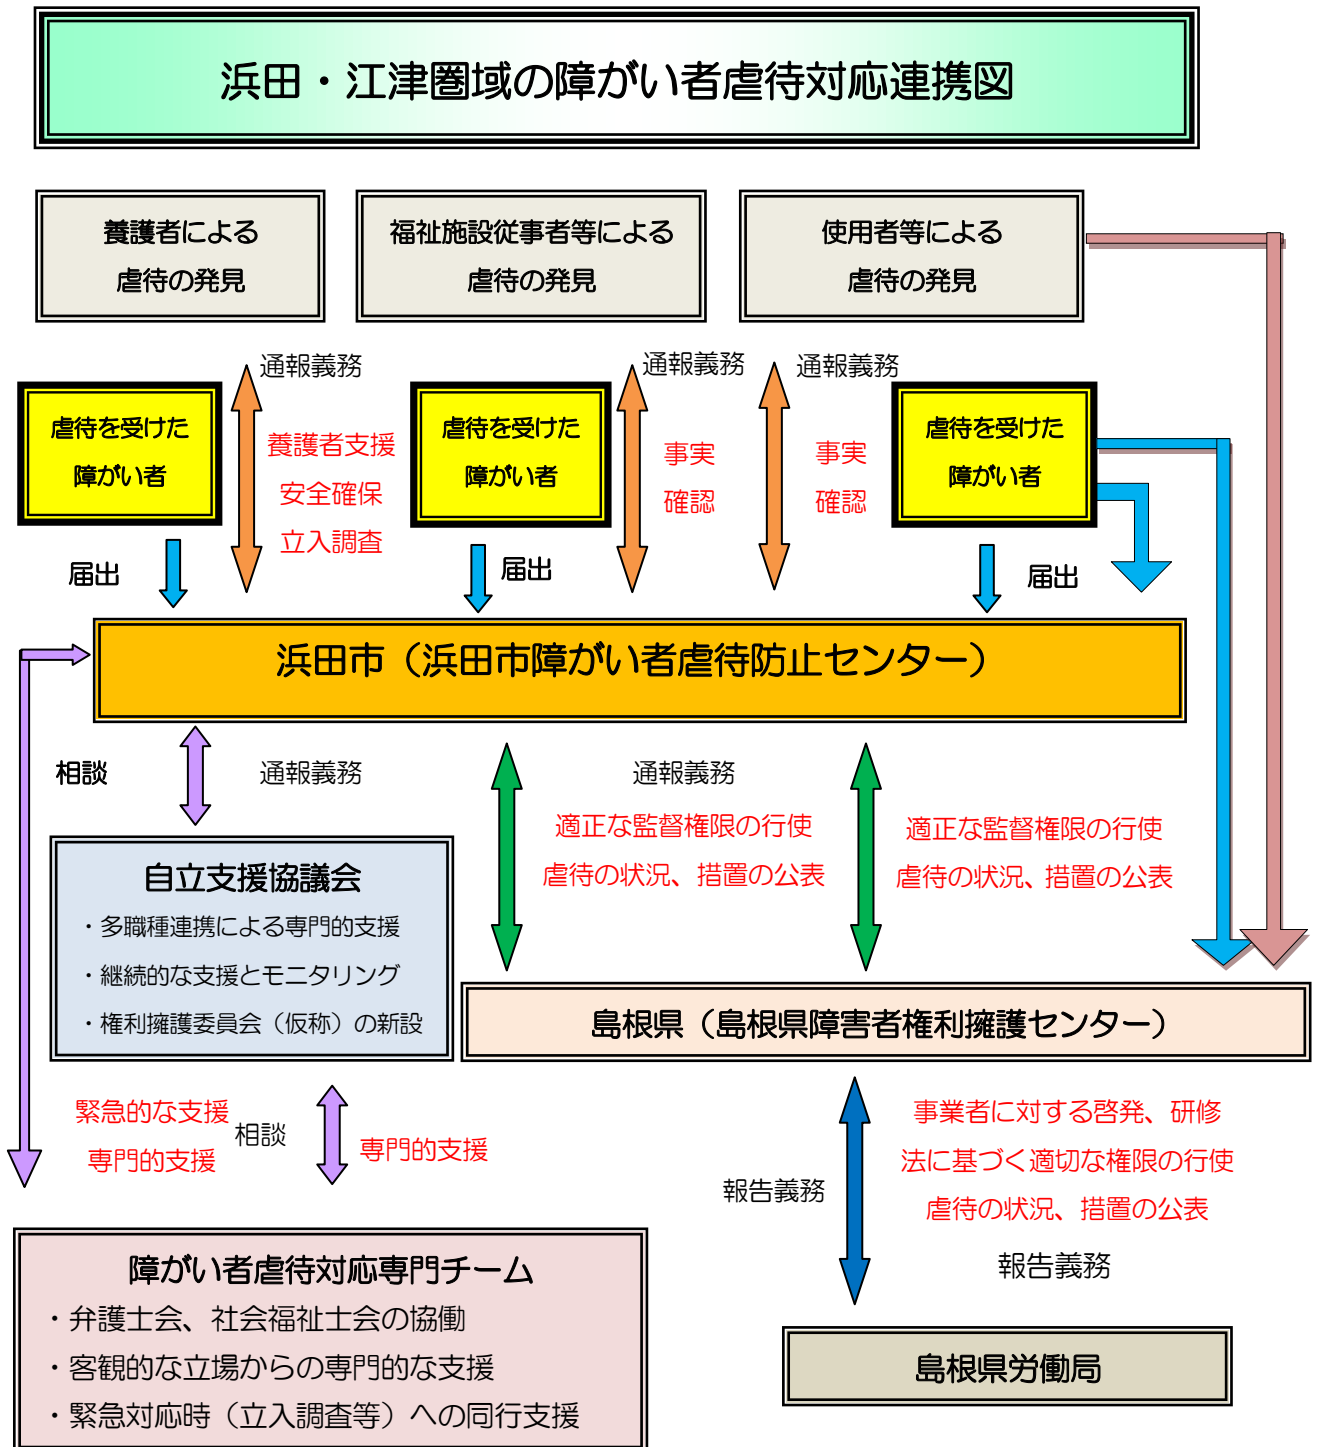 浜田・江津圏域の障がい者虐待対応連携図
養護者による
虐待の発見
福祉施設従事者等による
虐待の発見
使用者等による
虐待の発見
通報義務
通報義務
通報義務
虐待を受けた
障がい者
養護者支援
安全確保
立入調査
虐待を受けた
障がい者
事実
確認
事実
確認
虐待を受けた
障がい者
届出
届出
届出
浜田市（浜田市障がい者虐待防止センター）
相談
通報義務
通報義務
適正な監督権限の行使
虐待の状況、措置の公表
適正な監督権限の行使
虐待の状況、措置の公表
自立支援協議会
・多職種連携による専門的支援
・継続的な支援とモニタリング
・権利擁護委員会（仮称）の新設
島根県（島根県障害者権利擁護センター）
緊急的な支援
専門的支援
相談
専門的支援
報告義務
事業者に対する啓発、研修
法に基づく適切な権限の行使
虐待の状況、措置の公表
報告義務
障がい者虐待対応専門チーム
・弁護士会、社会福祉士会の協働
・客観的な立場からの専門的な支援
・緊急対応時（立入調査等）への同行支援
島根県労働局